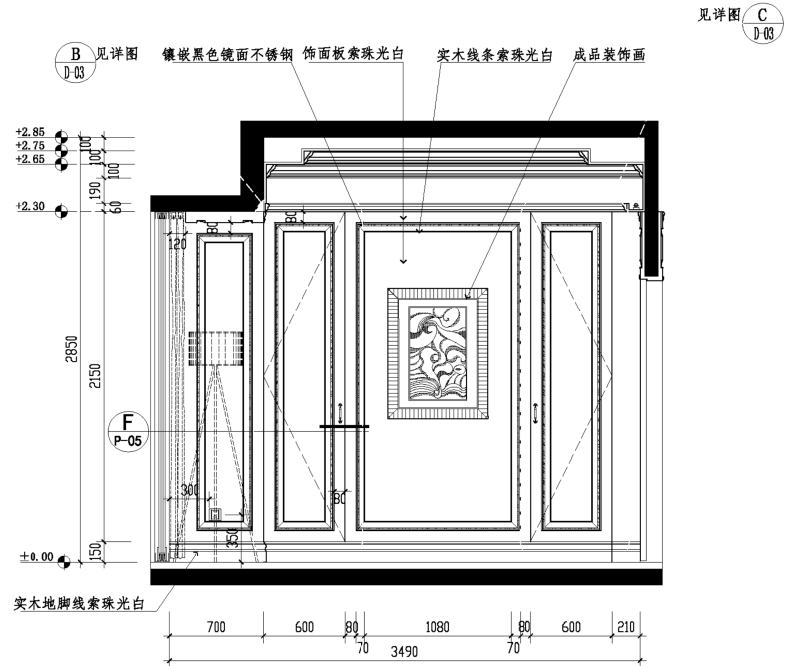 见详图 C
D-03
B 见详图
D-03
镶嵌黑色镜面不锈钢
饰面板索珠光白
实木线条索珠光白
成品装饰画
+2.85
+2.75
+2.65
+2.30
±0.00
100
100
100
190
60
2850
2150
150
120
80
80
F
P-05
300
350
80
实木地脚线索珠光白
700
600
80
70
1080
70
80
600
210
3490